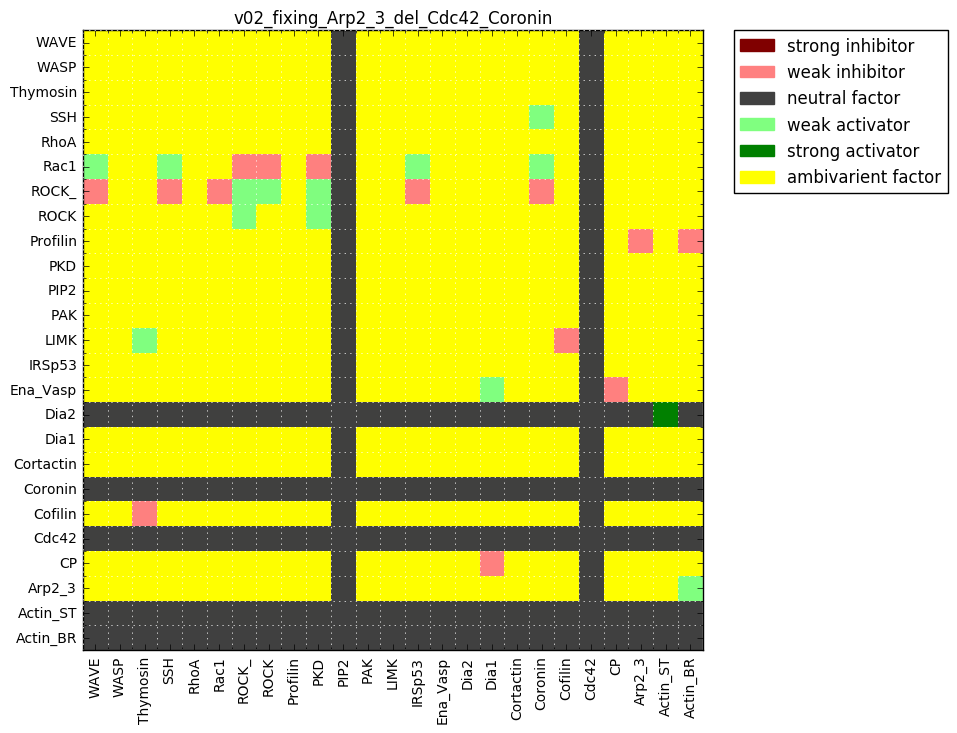 v02_fixing_Arp2_3_del_Cdc42_Coronin
WAVE
WASP
Thymosin
SSH
RhoA
Rac1
ROCK_
ROCK
Profilin
PKD
PIP2
PAK
LIMK
IRSp53
Ena_Vasp
Dia2
Dia1
Cortactin
Coronin
Cofilin
Cdc42
CP
Arp2_3
Actin_ST
Actin_BR
WAVE
WASP
Thymosin
SSH
RhoA
Rac1
ROCK_
ROCK
Profilin
PKD
PIP2
PAK
LIMK
IRSp53
Ena_Vasp
Dia2
Dia1
Cortactin
Coronin
Cofilin
Cdc42
CP
Arp2_3
Actin_ST
Actin_BR
strong inhibitor
weak inhibitor
neutral factor
weak activator
strong activator
ambivarient factor